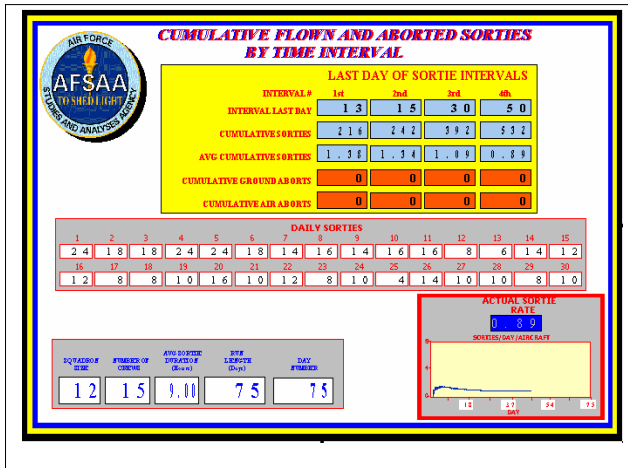 CUMULATIVE FLOWN AND ABORTED SORTIES
BY TIME INTERVAL
AIR FORCE
AFSAA
TO SHED LIGHT
STUDIES AND ANALYSES AGENCY
LAST DAY OF SORTIE INTERVALS
INTERVAL # 1st 2nd 3rd 4th
INTERVAL LAST DAY 13 15 30 50
CUMULATIVE SORTIES 216 242 392 532
AVG CUMULATIVE SORTIES 1.38 1.34 1.09 0.89
CUMULATIVE GROUND ABORTS 0 0 0 0
CUMULATIVE AIR ABORTS 0 0 0 0
DAILY SORTIES
1 2 3 4 5 6 7 8 9 10 11 12 13 14 15
24 18 18 24 24 18 14 16 14 16 16 8 6 14 12
16 17 18 19 20 21 22 23 24 25 26 27 28 29 30
12 8 8 10 16 10 12 8 10 4 14 10 10 8 10
ACTUAL SORTIE
RATE
0.89
SORTIES/DAY/AIRCRAFT
18 37 56 75
DAY
SQUADRON SIZE
NUMBER OF CREWS
AVG SORTIE DURATION (Hours)
RUN LENGTH (Days)
DAY NUMBER
12 15 9.00 75 75